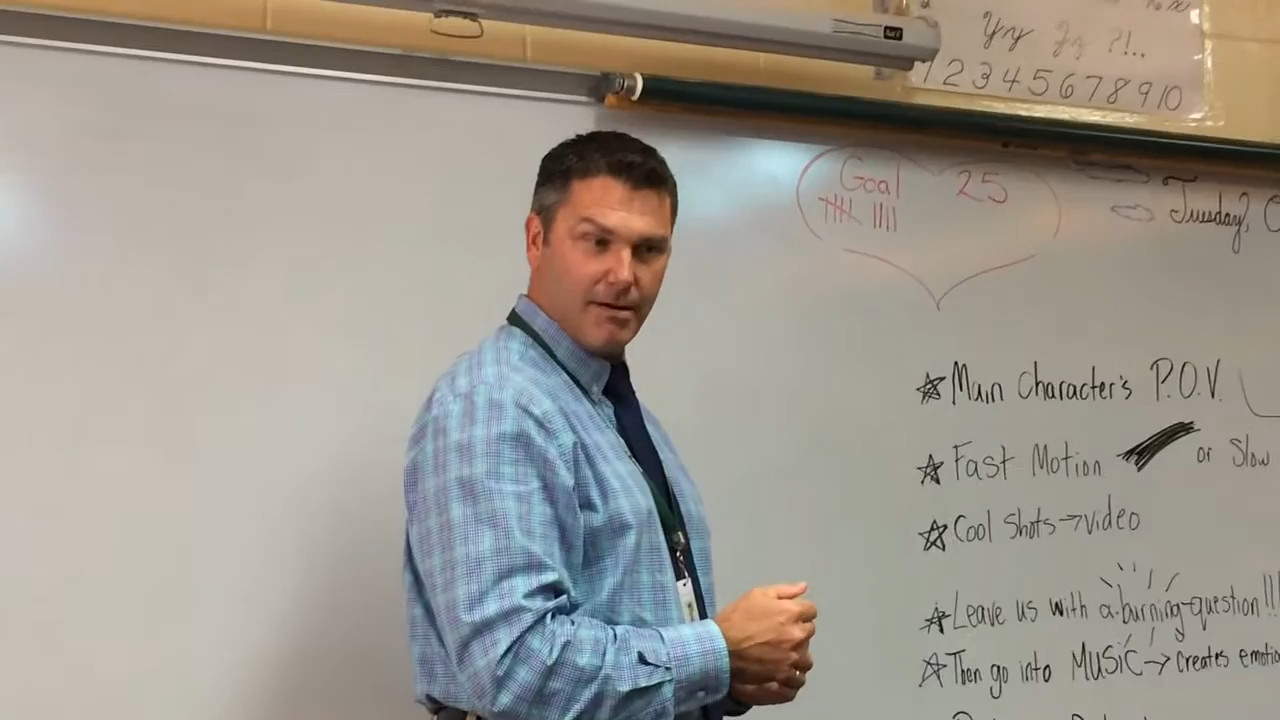 Yy Zz ?!..
1 2 3 4 5 6 7 8 9 10
Goal 25
Tuesday,
☆ Main Character's P.O.V.
☆ Fast Motion or Slow
☆ Cool shots→video
☆ Leave us with a-burning-question!!
☆ Then go into MUSiC→creates